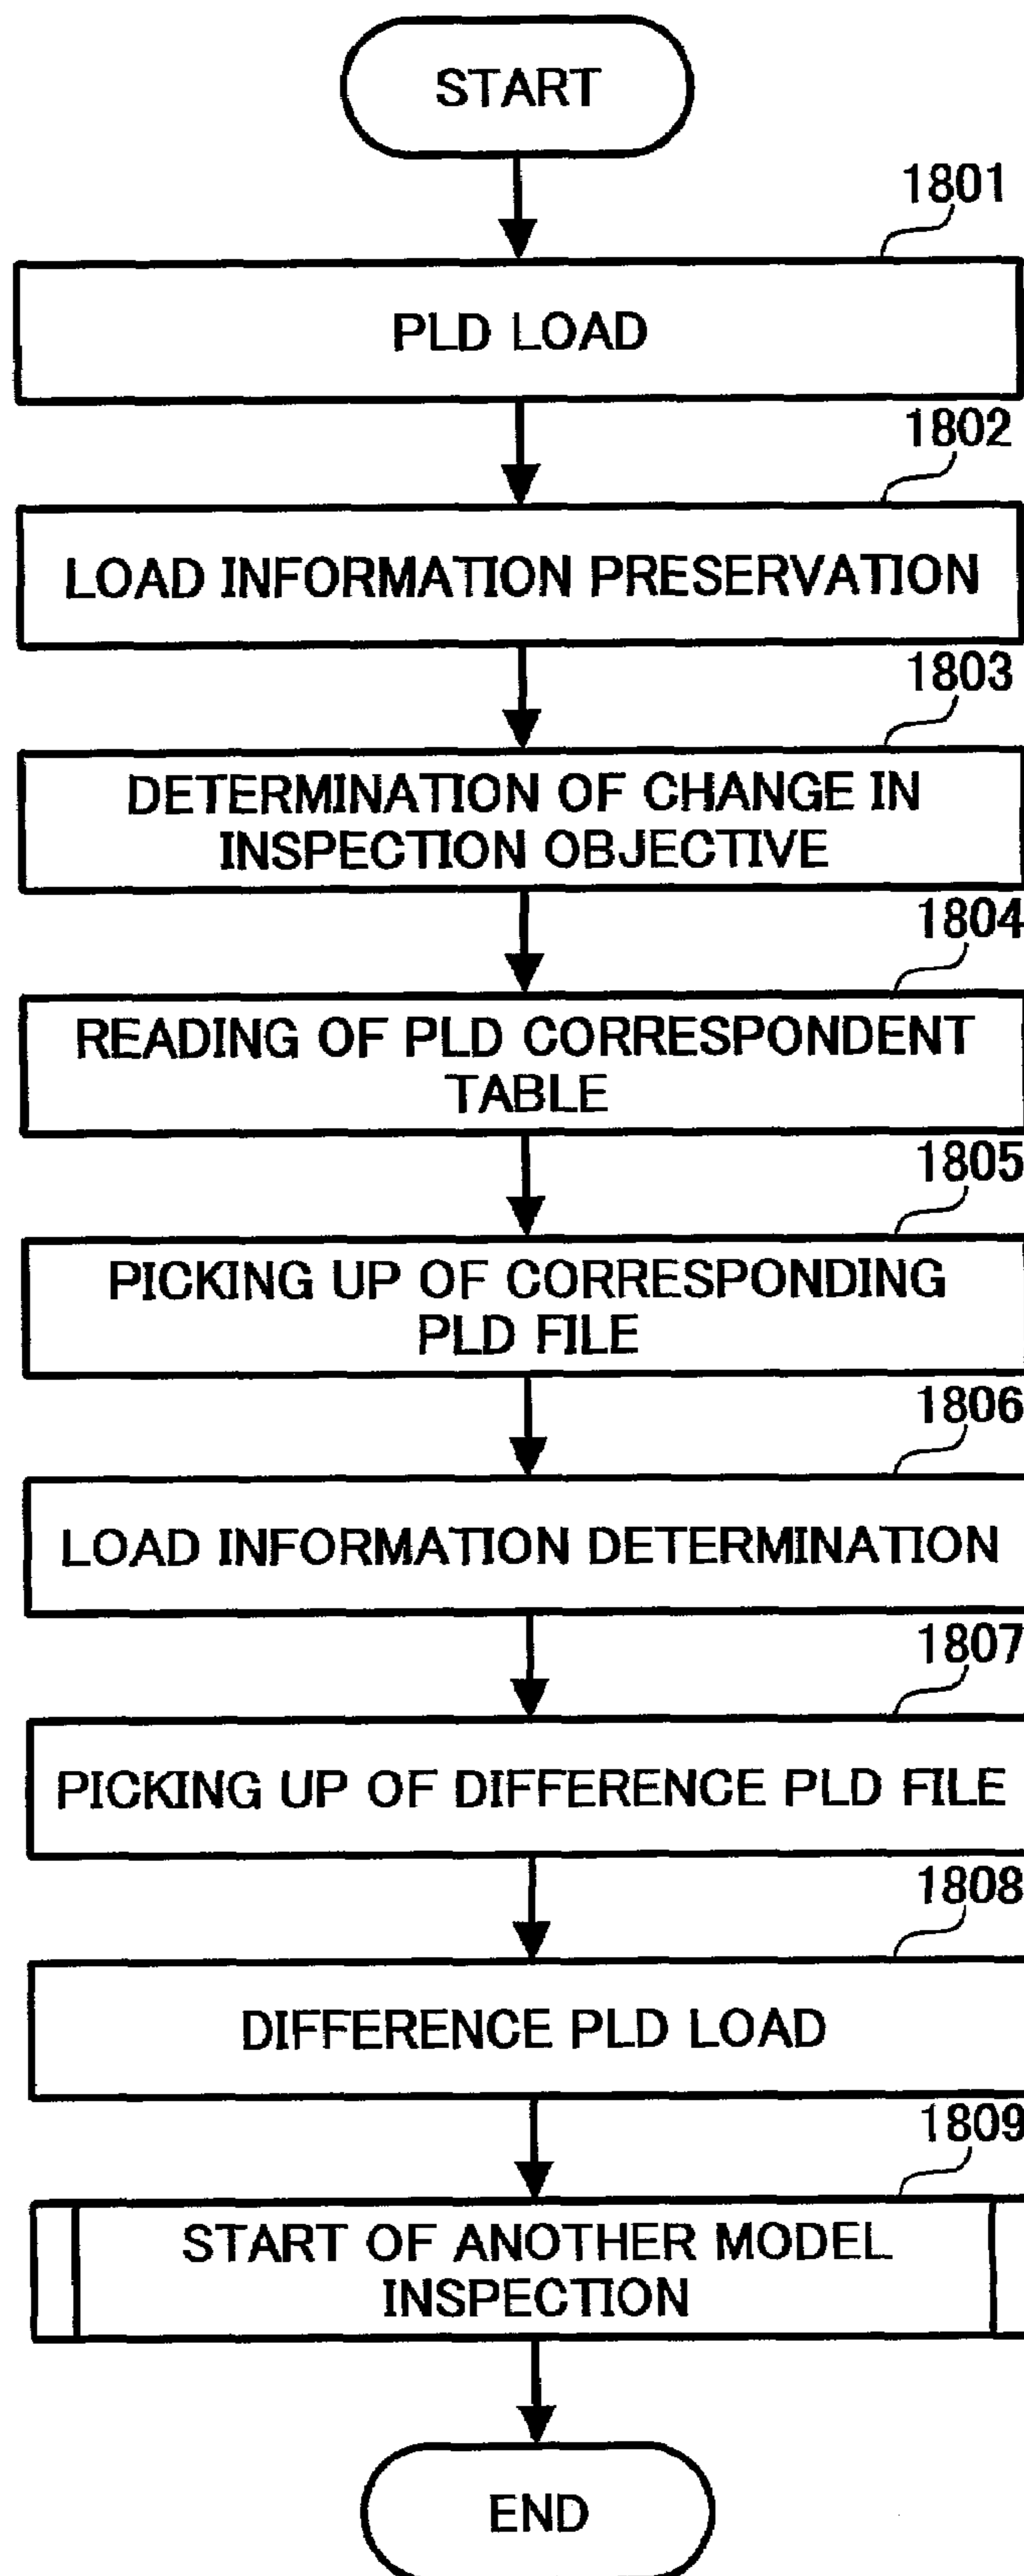 START
1801
PLD LOAD
1802
LOAD INFORMATION PRESERVATION
1803
DETERMINATION OF CHANGE IN
INSPECTION OBJECTIVE
1804
READING OF PLD CORRESPONDENT
TABLE
1805
PICKING UP OF CORRESPONDING
PLD FILE
1806
LOAD INFORMATION DETERMINATION
1807
PICKING UP OF DIFFERENCE PLD FILE
1808
DIFFERENCE PLD LOAD
1809
START OF ANOTHER MODEL
INSPECTION
END